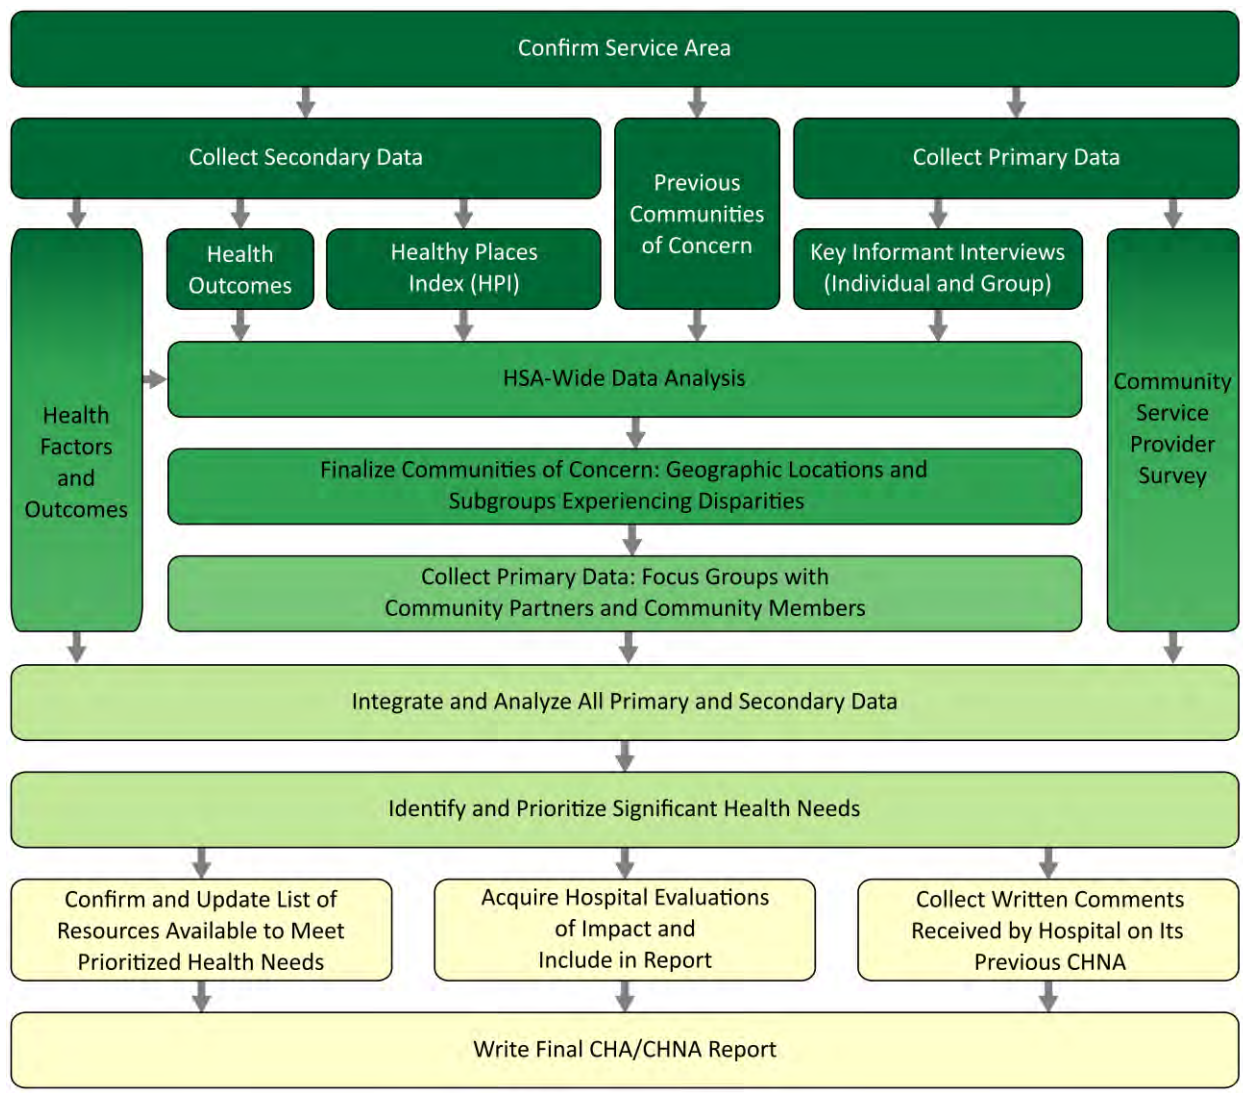 Confirm Service Area
Collect Secondary Data
Previous
Communities
of Concern
Collect Primary Data
Health
Factors
and
Outcomes
Health
Outcomes
Healthy Places
Index (HPI)
Key Informant Interviews
(Individual and Group)
Community
Service
Provider
Survey
HSA-Wide Data Analysis
Finalize Communities of Concern: Geographic Locations and
Subgroups Experiencing Disparities
Collect Primary Data: Focus Groups with
Community Partners and Community Members
Integrate and Analyze All Primary and Secondary Data
Identify and Prioritize Significant Health Needs
Confirm and Update List of
Resources Available to Meet
Prioritized Health Needs
Acquire Hospital Evaluations
of Impact and
Include in Report
Collect Written Comments
Received by Hospital on Its
Previous CHNA
Write Final CHA/CHNA Report